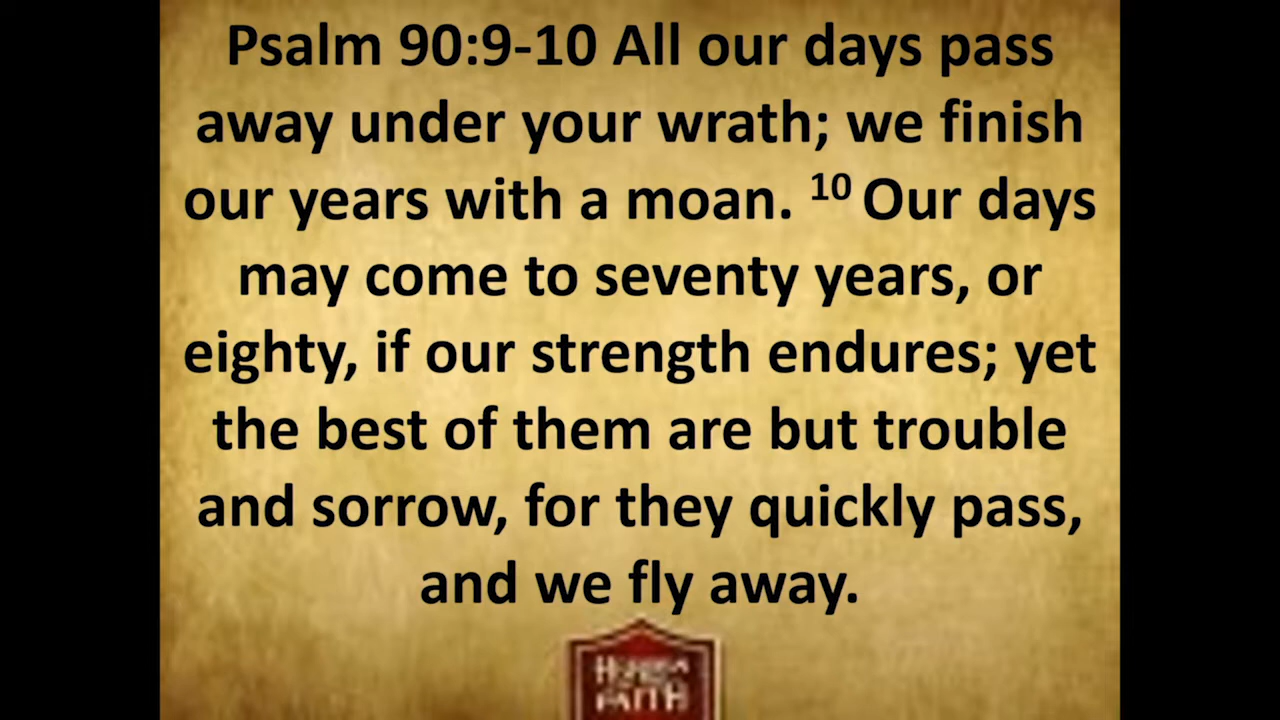 Psalm 90:9-10 All our days pass
away under your wrath; we finish
our years with a moan. ¹⁰ Our days
may come to seventy years, or
eighty, if our strength endures; yet
the best of them are but trouble
and sorrow, for they quickly pass,
and we fly away.
FAITH